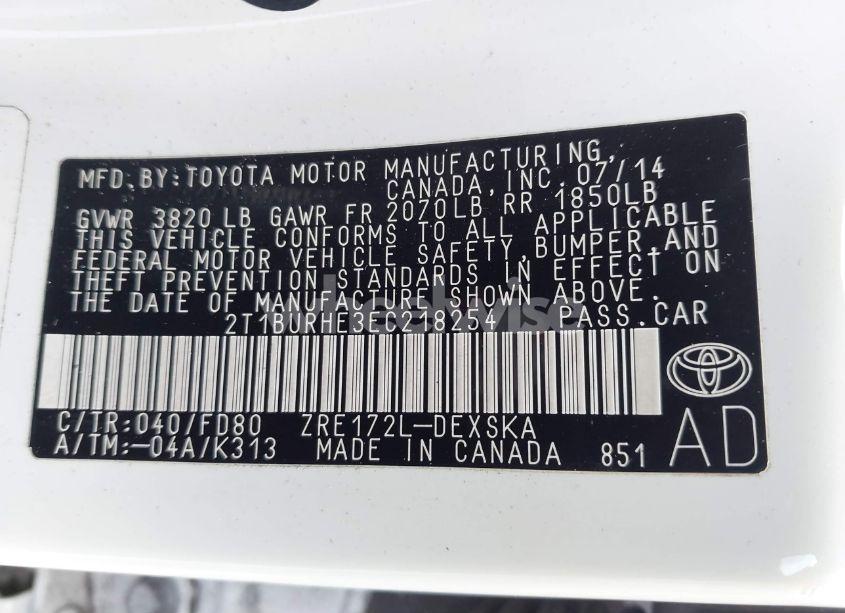 MFD.BY:TOYOTA MOTOR MANUFACTURING,
CANADA,INC.07/14
GVWR 3820 LB GAWR FR 2070LB RR 1850LB
THIS VEHICLE CONFORMS TO ALL APPLICABLE
FEDERAL MOTOR VEHICLE SAFETY,BUMPER,AND
THEFT PREVENTION STANDARDS IN EFFECT ON
THE DATE OF MANUFACTURE SHOWN ABOVE.
2T1BURHE3EC218254 PASS.CAR
C/TR:040/FD80 ZRE172L-DEXSKA
A/TM:-04A/K313 MADE IN CANADA 851
AD